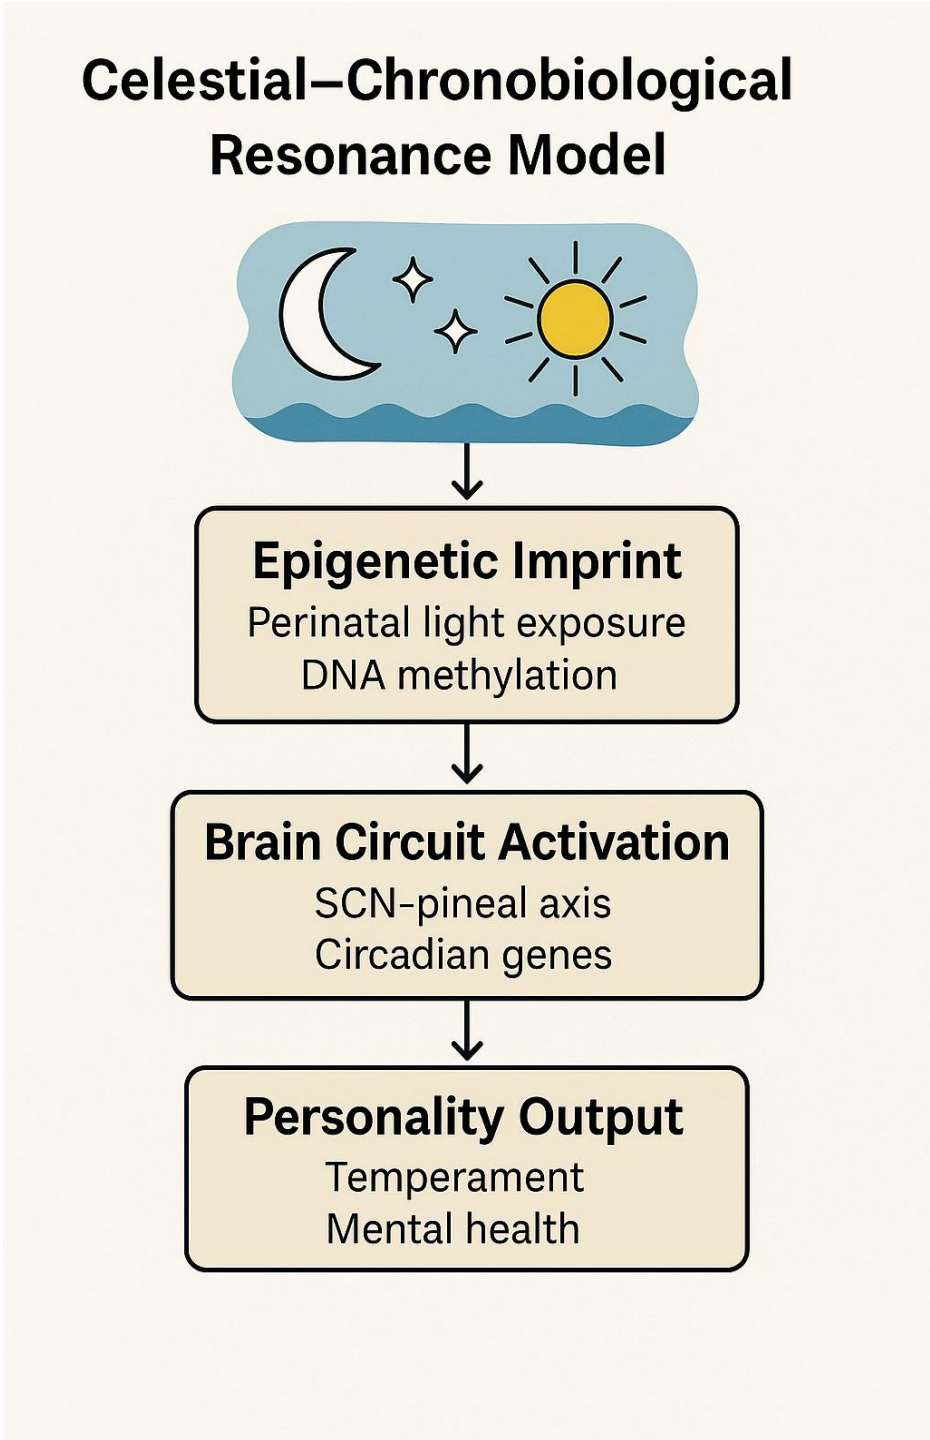 Celestial–Chronobiological
Resonance Model
Epigenetic Imprint
Perinatal light exposure
DNA methylation
Brain Circuit Activation
SCN-pineal axis
Circadian genes
Personality Output
Temperament
Mental health